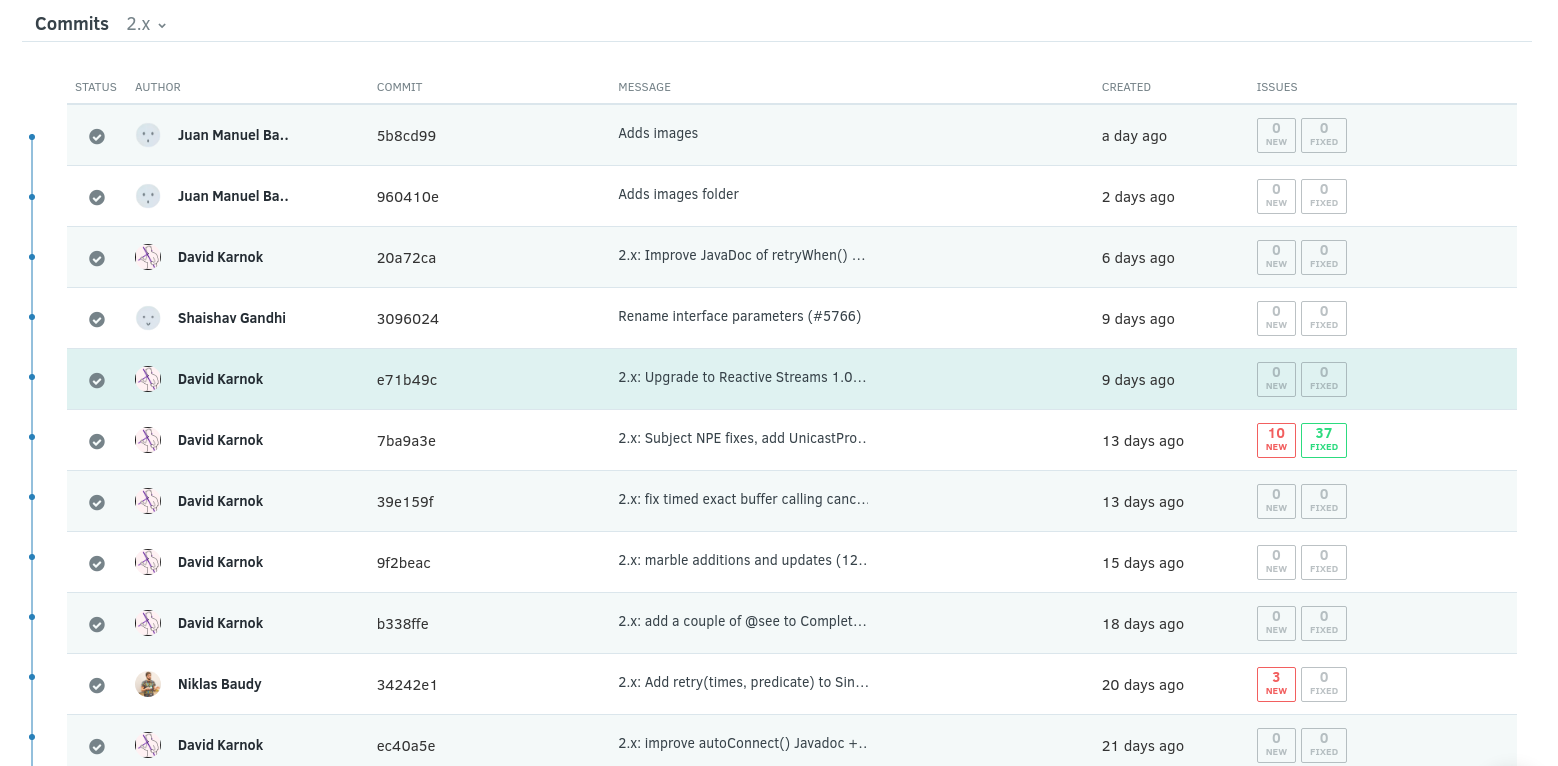 Commits 2.x
STATUS AUTHOR COMMIT MESSAGE CREATED ISSUES
Juan Manuel Ba.. 5b8cd99 Adds images a day ago 0 NEW 0 FIXED
Juan Manuel Ba.. 960410e Adds images folder 2 days ago 0 NEW 0 FIXED
David Karnok 20a72ca 2.x: Improve JavaDoc of retryWhen() ... 6 days ago 0 NEW 0 FIXED
Shaishav Gandhi 3096024 Rename interface parameters (#5766) 9 days ago 0 NEW 0 FIXED
David Karnok e71b49c 2.x: Upgrade to Reactive Streams 1.0... 9 days ago 0 NEW 0 FIXED
David Karnok 7ba9a3e 2.x: Subject NPE fixes, add UnicastPro.. 13 days ago 10 NEW 37 FIXED
David Karnok 39e159f 2.x: fix timed exact buffer calling canc... 13 days ago 0 NEW 0 FIXED
David Karnok 9f2beac 2.x: marble additions and updates (12.. 15 days ago 0 NEW 0 FIXED
David Karnok b338ffe 2.x: add a couple of @see to Complet... 18 days ago 0 NEW 0 FIXED
Niklas Baudy 34242e1 2.x: Add retry(times, predicate) to Sin... 20 days ago 3 NEW 0 FIXED
David Karnok ec40a5e 2.x: improve autoConnect() Javadoc +.. 21 days ago 0 NEW 0 FIXED